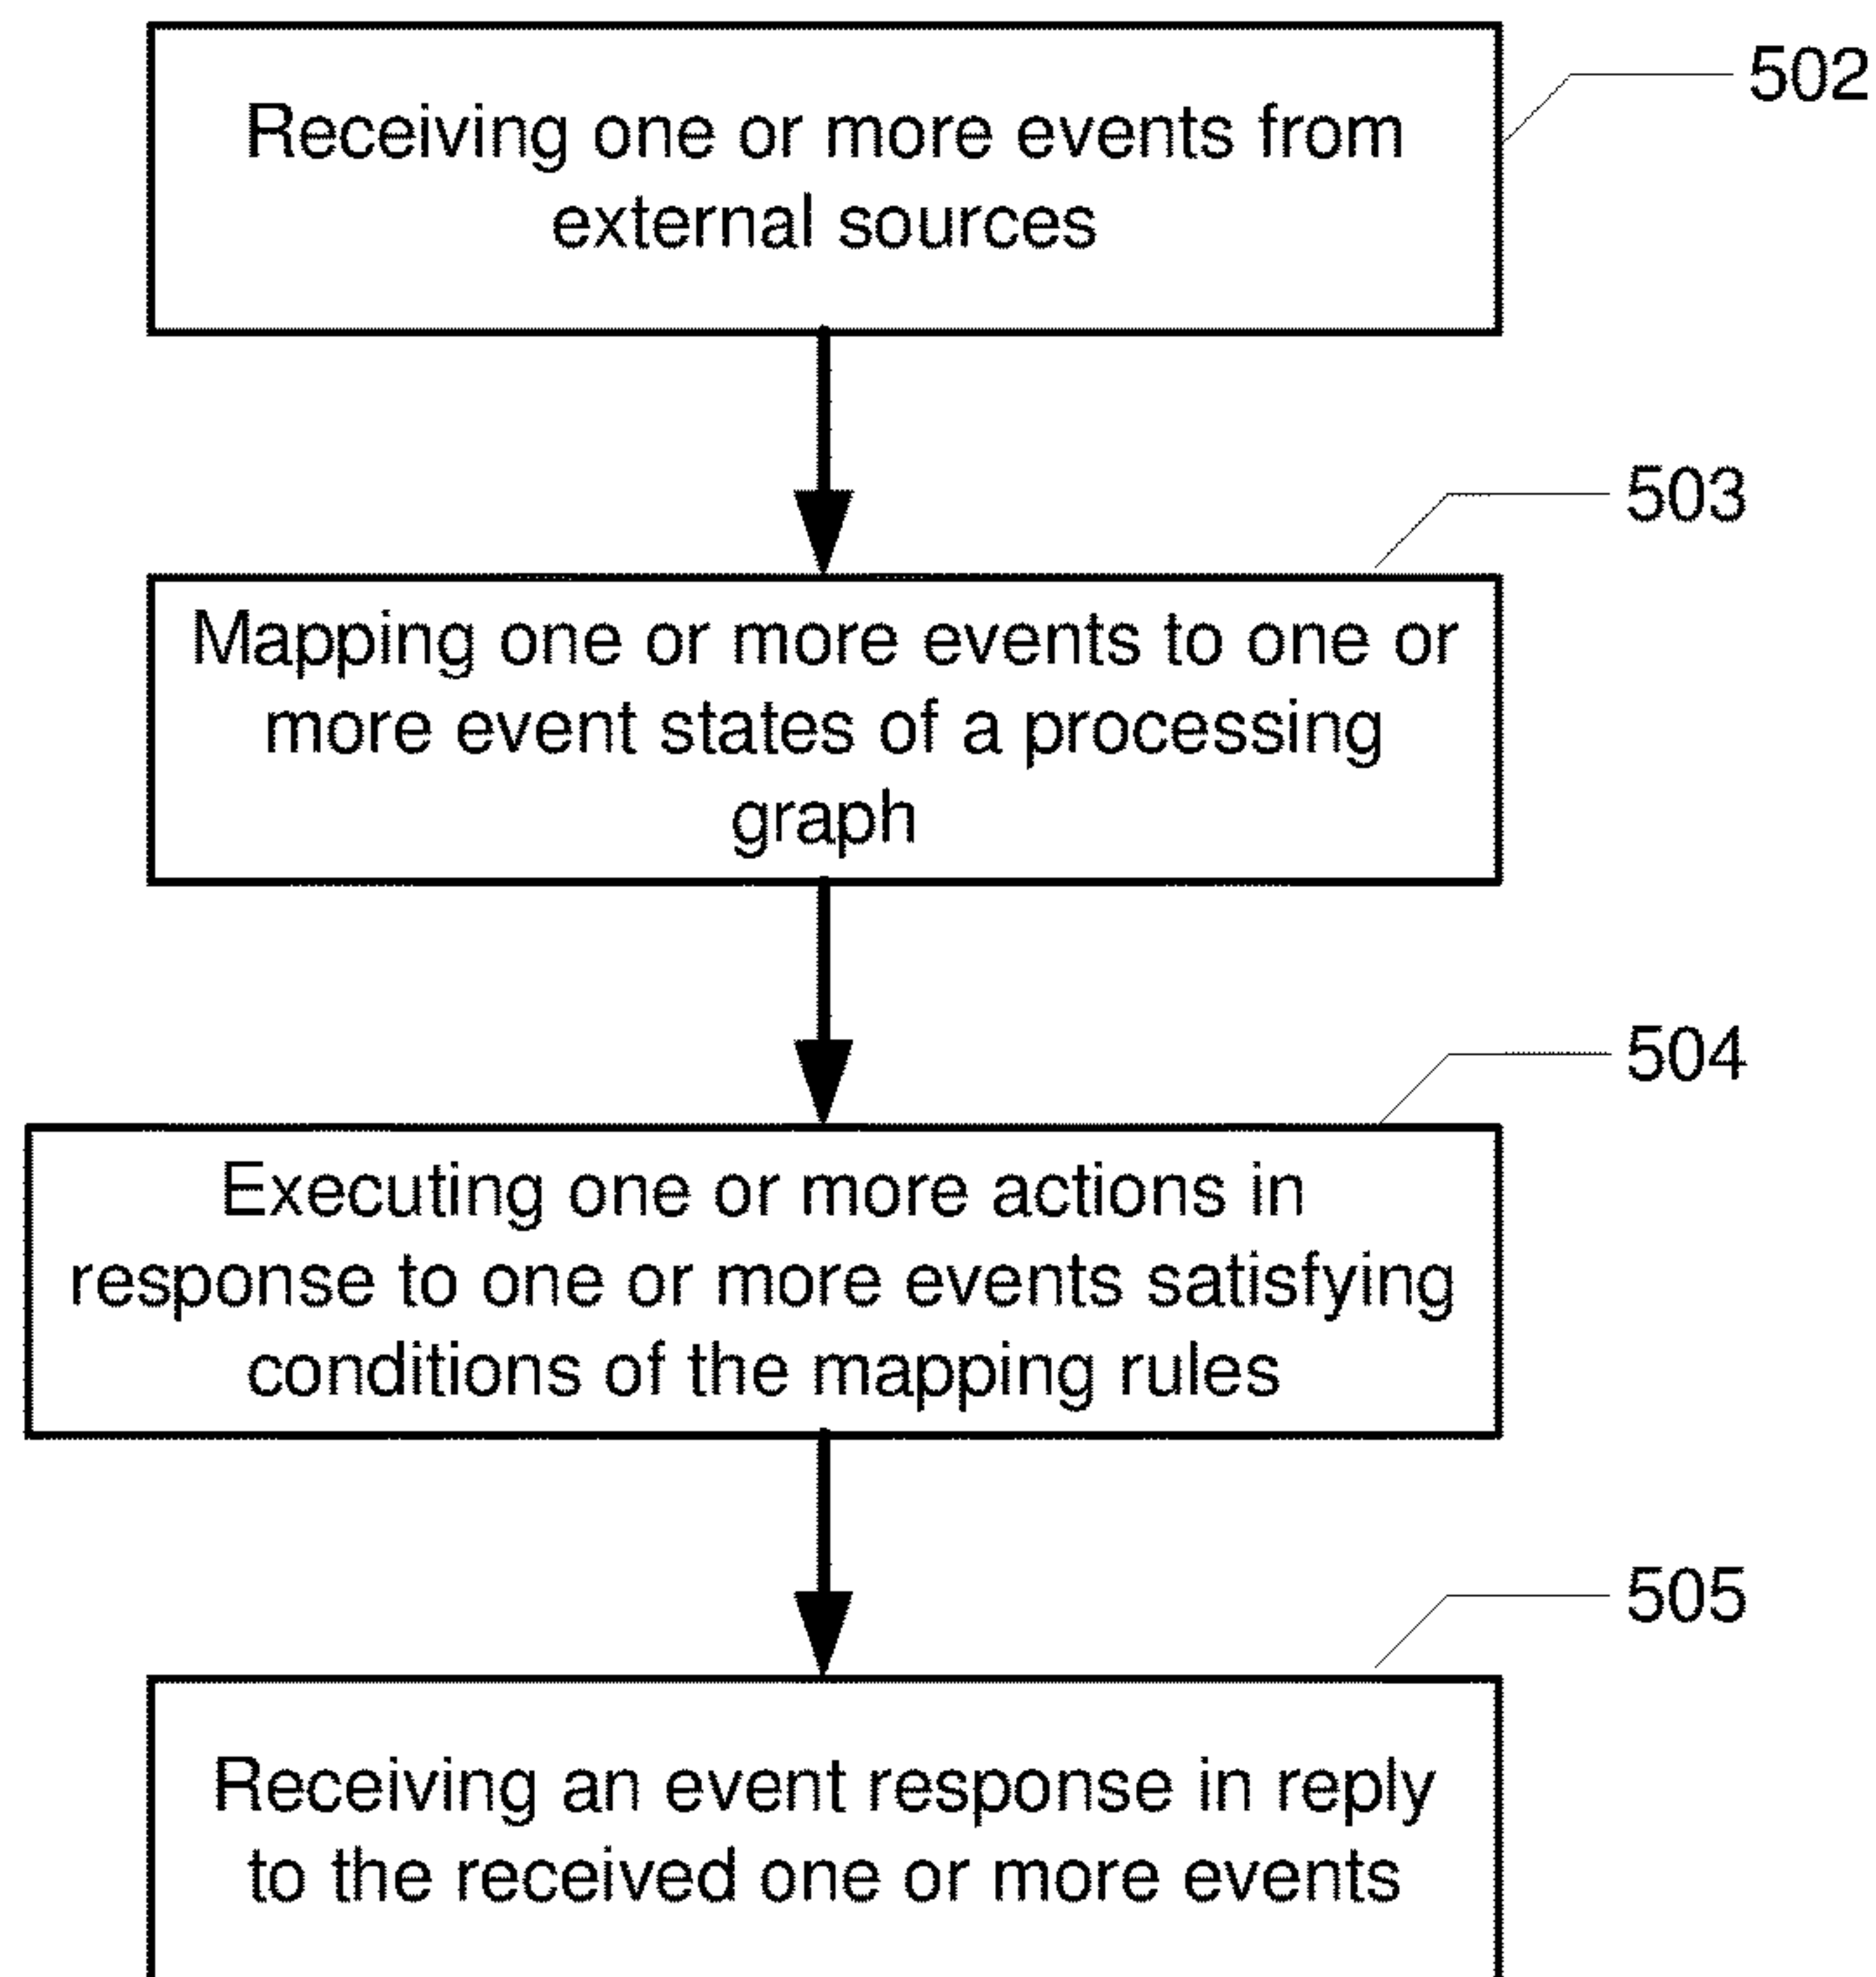 Receiving one or more events from
external sources
502
503
Mapping one or more events to one or
more event states of a processing
graph
504
Executing one or more actions in
response to one or more events satisfying
conditions of the mapping rules
505
Receiving an event response in reply
to the received one or more events